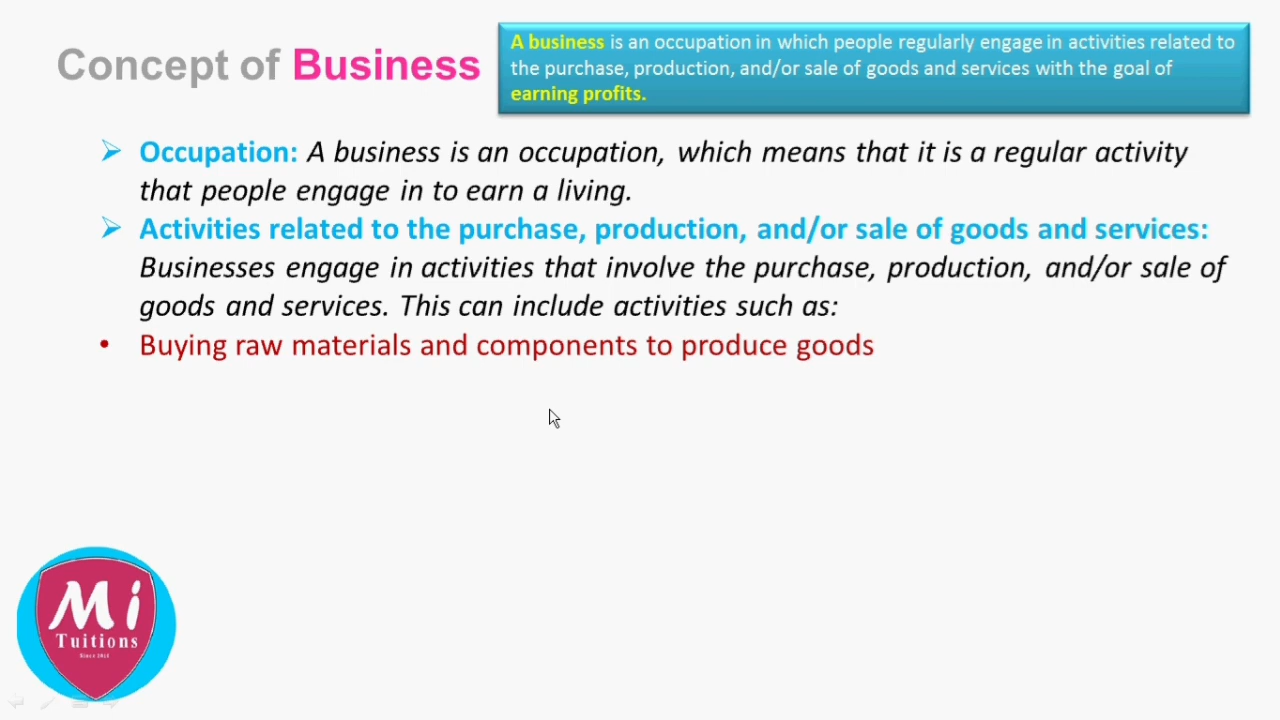 Concept of Business
A business is an occupation in which people regularly engage in activities related to
the purchase, production, and/or sale of goods and services with the goal of
earning profits.
Occupation: A business is an occupation, which means that it is a regular activity
that people engage in to earn a living.
Activities related to the purchase, production, and/or sale of goods and services:
Businesses engage in activities that involve the purchase, production, and/or sale of
goods and services. This can include activities such as:
• Buying raw materials and components to produce goods
Mi
Tuitions